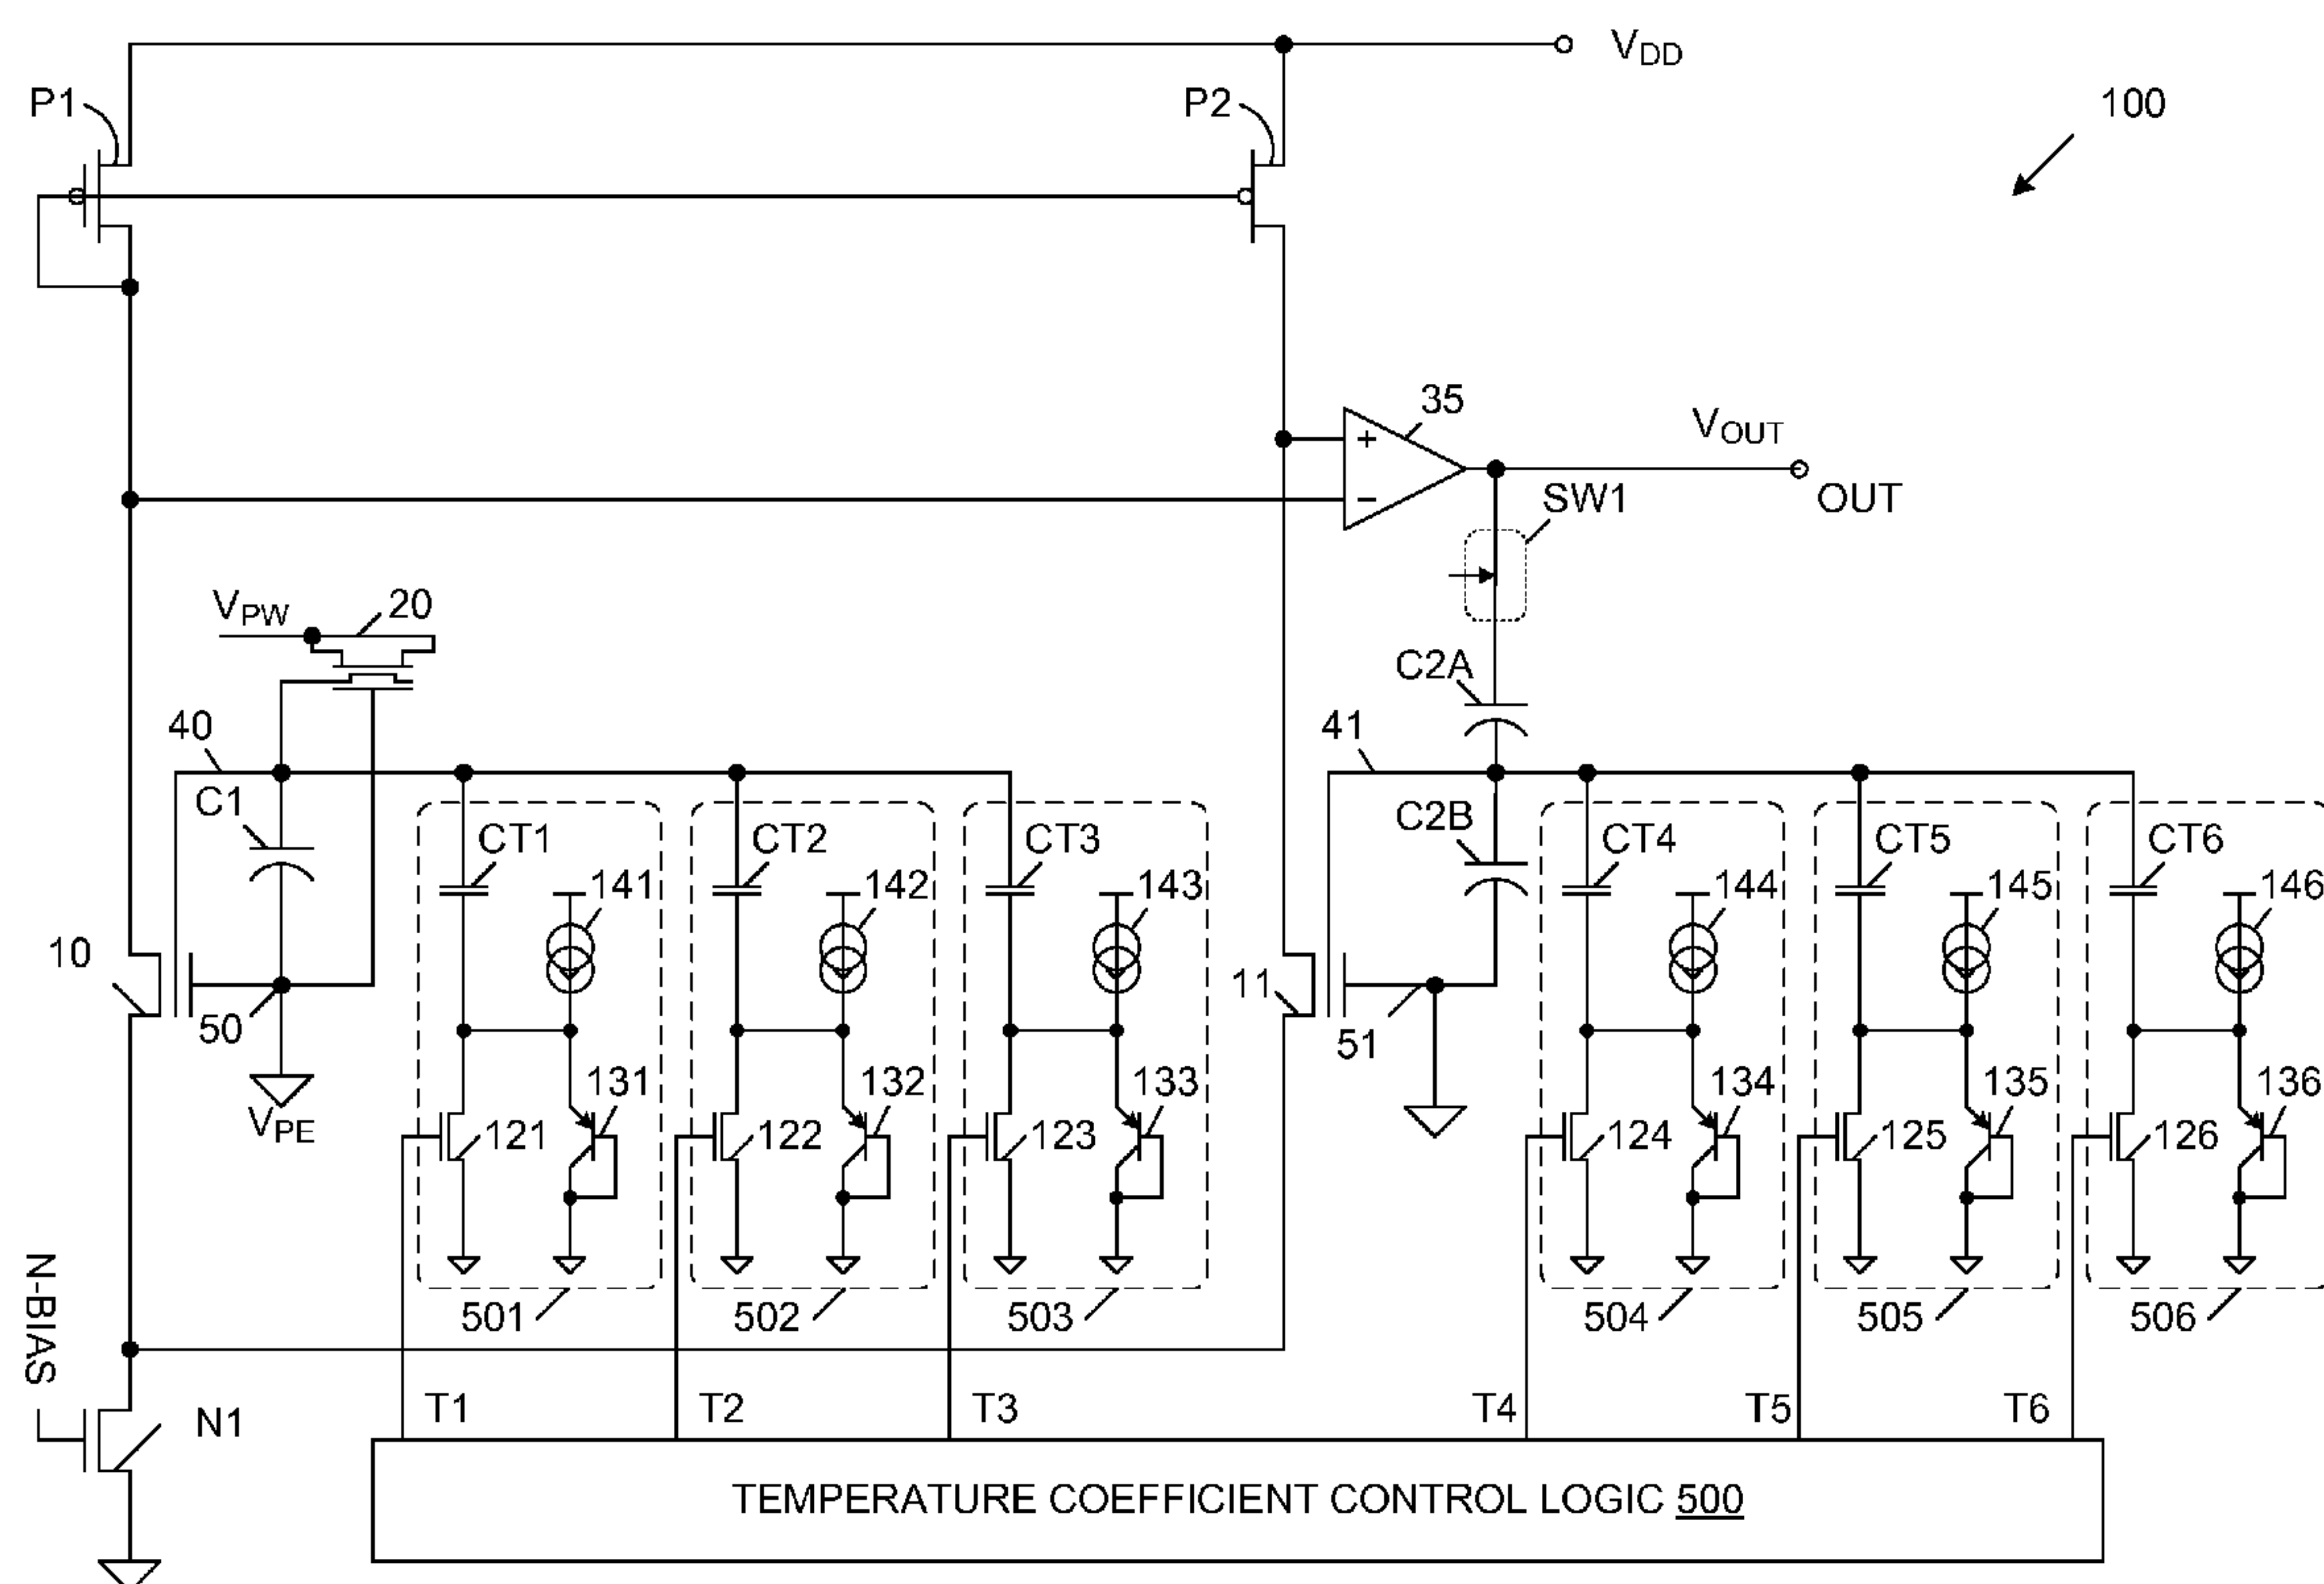 VDD
P1
P2
100
35
VOUT
SW1
OUT
VPW
20
C2A
40
41
C1
C2B
CT1
CT2
CT3
CT4
CT5
CT6
141
142
143
144
145
146
10
11
50
51
131
132
133
134
135
136
VPE
121
122
123
124
125
126
N-BIAS
501
502
503
504
505
506
T1
T2
T3
T4
T5
T6
N1
+
−
TEMPERATURE COEFFICIENT CONTROL LOGIC 500